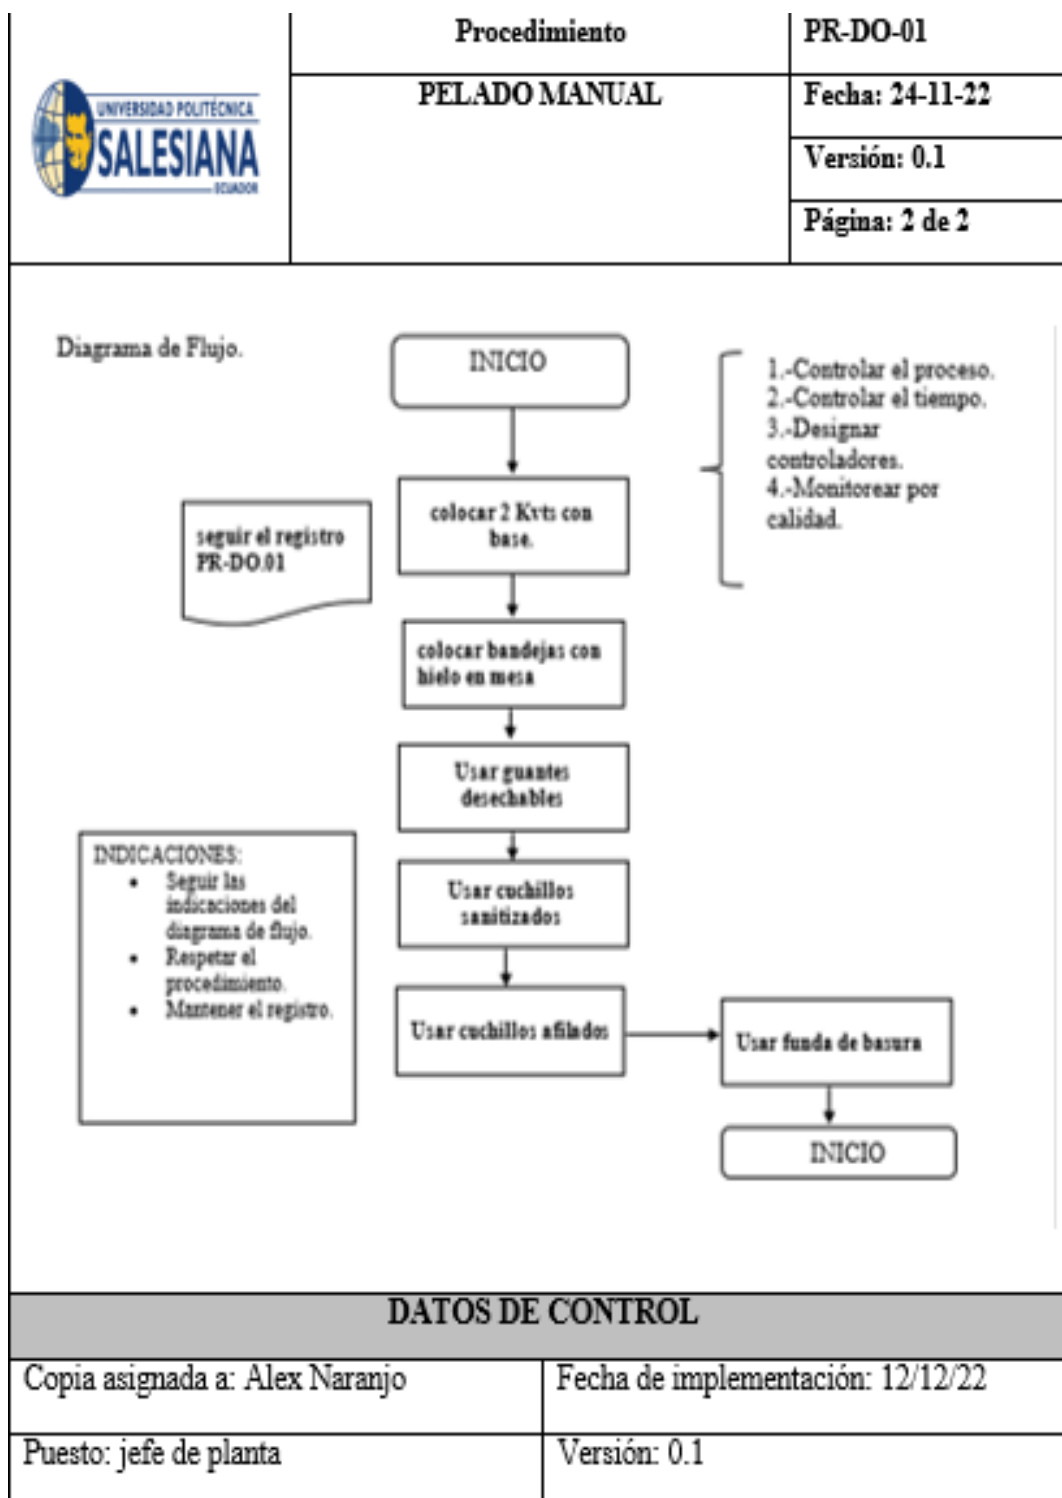 UNIVERSIDAD POLITÉCNICA
SALESIANA
ECUADOR
Procedimiento
PELADO MANUAL
PR-DO-01
Fecha: 24-11-22
Versión: 0.1
Página: 2 de 2
Diagrama de Flujo.
INICIO
1.-Controlar el proceso.
2.-Controlar el tiempo.
3.-Designar
controladores.
4.-Monitorear por
calidad.
seguir el registro
PR-DO.01
colocar 2 Kvts con
base.
colocar bandejas con
hielo en mesa
Usar guantes
desechables
Usar cuchillos
sanitizados
INDICACIONES:
• Seguir las
indicaciones del
diagrama de flujo.
• Respetar el
procedimiento.
• Mantener el registro.
Usar cuchillos afilados
Usar funda de basura
INICIO
DATOS DE CONTROL
Copia asignada a: Alex Naranjo
Fecha de implementación: 12/12/22
Puesto: jefe de planta
Versión: 0.1